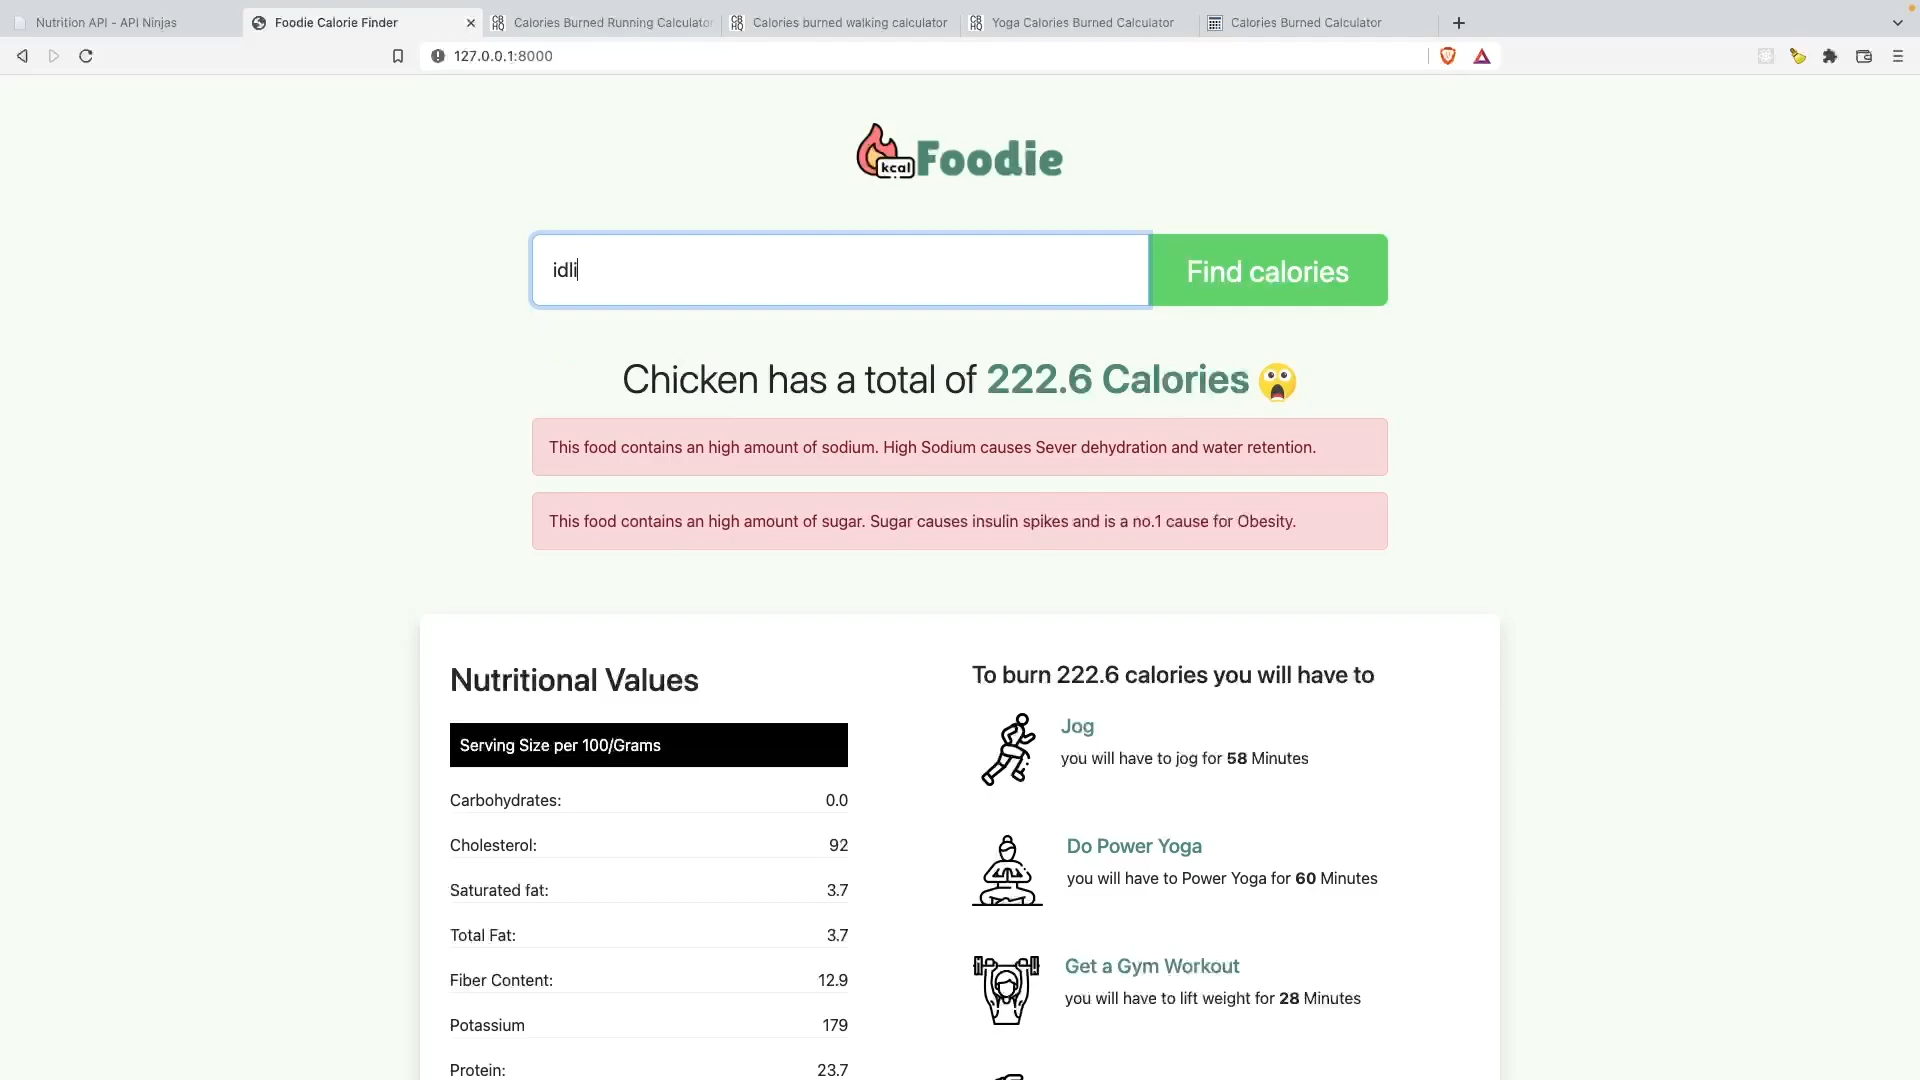 Nutrition API - API Ninjas
Foodie Calorie Finder
Calories Burned Running Calculator
Calories burned walking calculator
Yoga Calories Burned Calculator
Calories Burned Calculator
127.0.0.1:8000
kcal Foodie
idli
Find calories
Chicken has a total of 222.6 Calories 😲
This food contains an high amount of sodium. High Sodium causes Sever dehydration and water retention.
This food contains an high amount of sugar. Sugar causes insulin spikes and is a no.1 cause for Obesity.
Nutritional Values
Serving Size per 100/Grams
Carbohydrates: 0.0
Cholesterol: 92
Saturated fat: 3.7
Total Fat: 3.7
Fiber Content: 12.9
Potassium 179
Protein: 23.7
To burn 222.6 calories you will have to
Jog
you will have to jog for 58 Minutes
Do Power Yoga
you will have to Power Yoga for 60 Minutes
Get a Gym Workout
you will have to lift weight for 28 Minutes